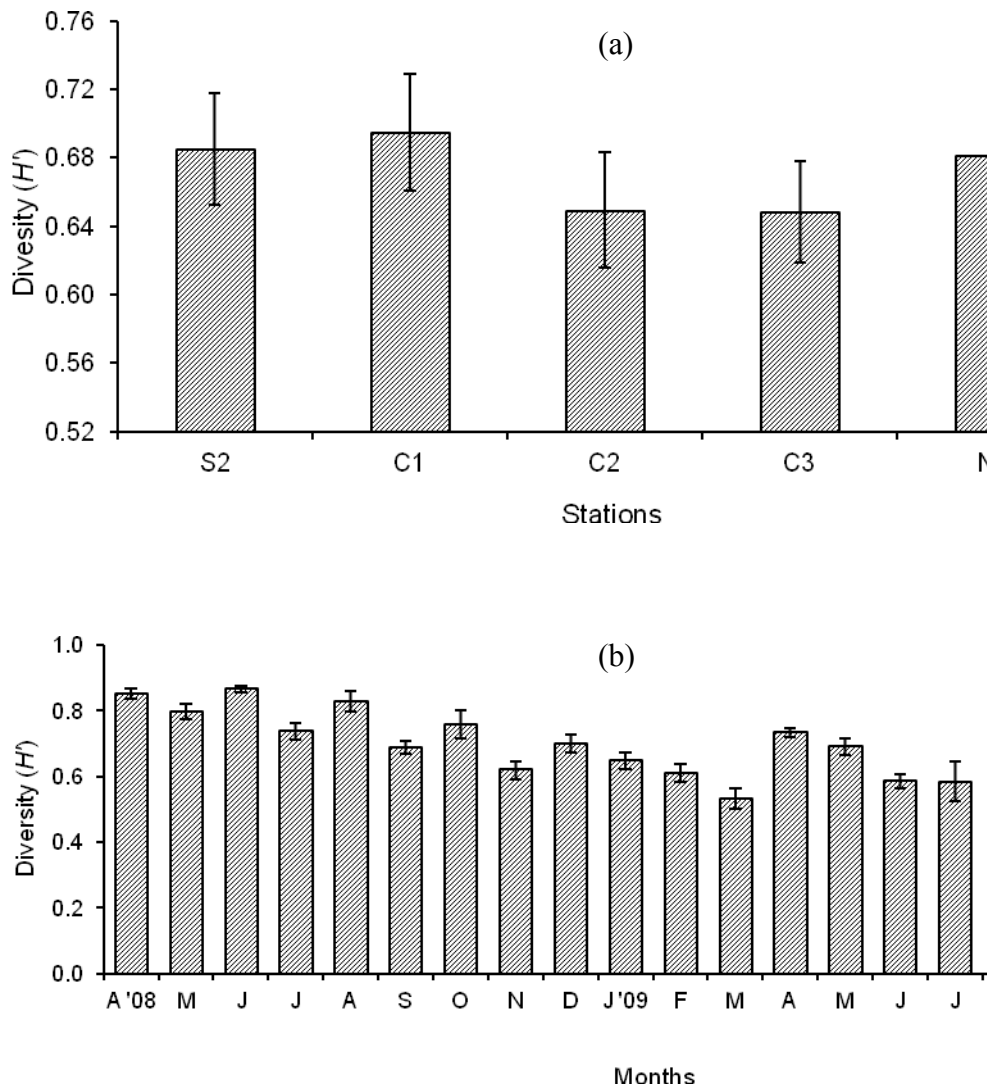 (a)
Divesity (H')
0.76
0.72
0.68
0.64
0.60
0.56
0.52
S2 C1 C2 C3
Stations
(b)
Diversity (H')
1.0
0.8
0.6
0.4
0.2
0.0
A '08 M J J A S O N D J '09 F M A M J J
Months